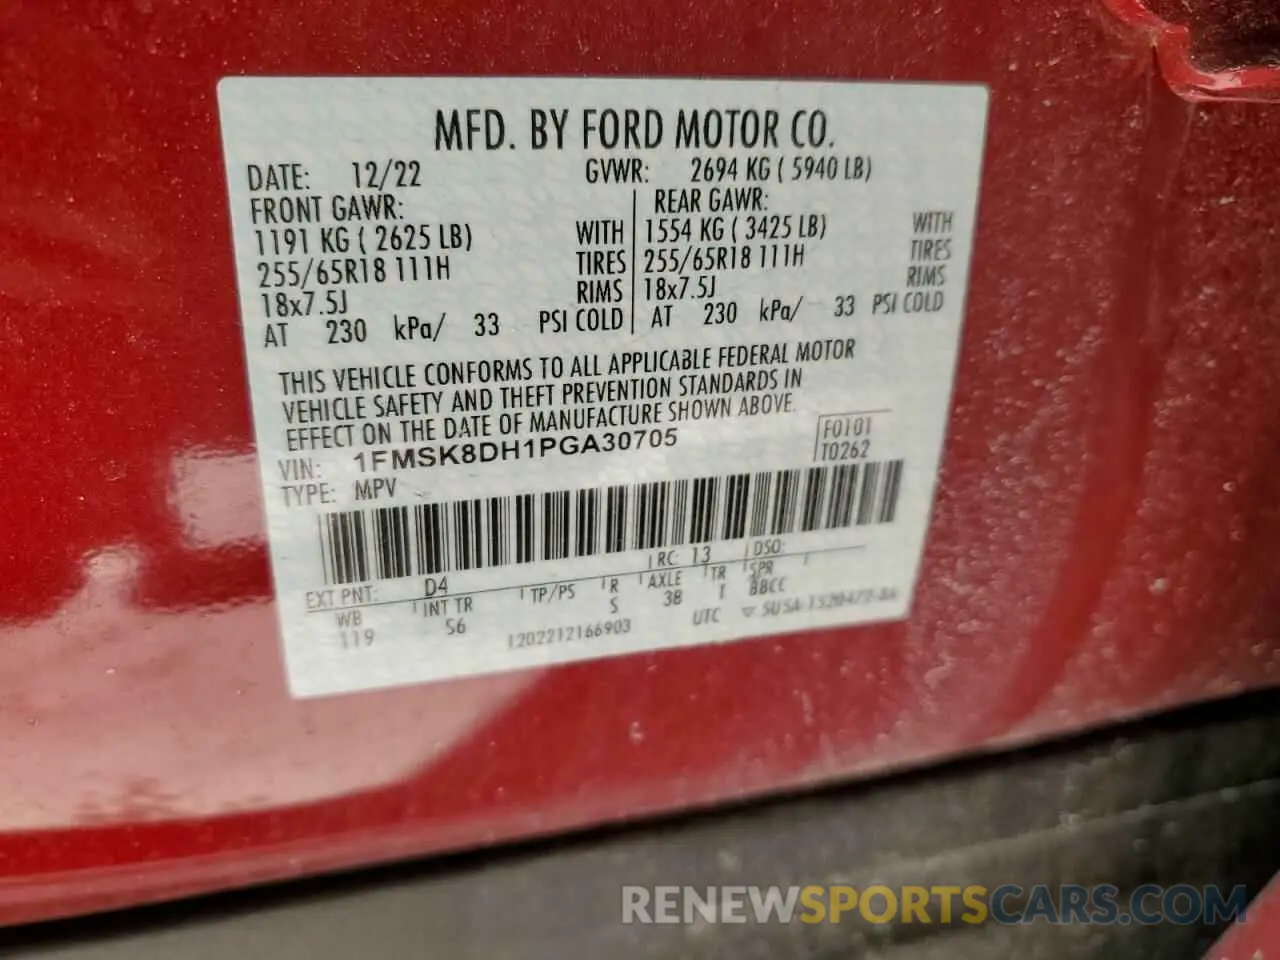 MFD. BY FORD MOTOR CO.
DATE: 12/22 GVWR: 2694 KG ( 5940 LB)
FRONT GAWR: REAR GAWR:
1191 KG ( 2625 LB) WITH 1554 KG ( 3425 LB) WITH
255/65R18 111H TIRES 255/65R18 111H TIRES
18x7.5J RIMS 18x7.5J RIMS
AT 230 kPa/ 33 PSI COLD AT 230 kPa/ 33 PSI COLD
THIS VEHICLE CONFORMS TO ALL APPLICABLE FEDERAL MOTOR
VEHICLE SAFETY AND THEFT PREVENTION STANDARDS IN
EFFECT ON THE DATE OF MANUFACTURE SHOWN ABOVE.
VIN: 1FMSK8DH1PGA30705 F0101
TYPE: MPV T0262
EXT PNT: D4 RC: 13 DSO:
WB INT TR TP/PS R AXLE TR SPR
119 S6 S 38 BBCC
1202212166903 UTC
RENEWSPORTSCARS.COM